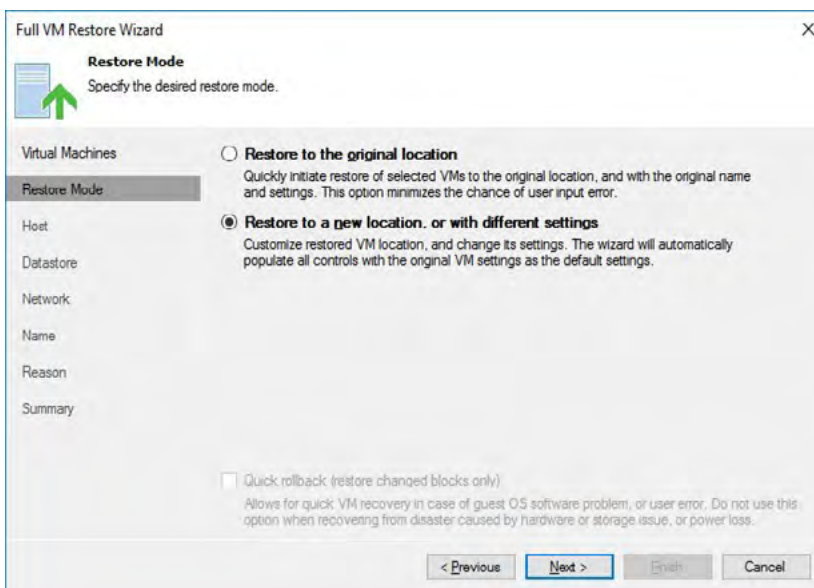 Full VM Restore Wizard
X
Restore Mode
Specify the desired restore mode.
Virtual Machines
Restore Mode
Host
Datastore
Network
Name
Reason
Summary
Restore to the original location
Quickly initiate restore of selected VMs to the original location, and with the original name
and settings. This option minimizes the chance of user input error.
Restore to a new location, or with different settings
Customize restored VM location, and change its settings. The wizard will automatically
populate all controls with the original VM settings as the default settings.
Quick rollback (restore changed blocks only)
Allows for quick VM recovery in case of guest OS software problem, or user error. Do not use this
option when recovering from disaster caused by hardware or storage issue, or power loss.
< Previous
Next >
Finish
Cancel